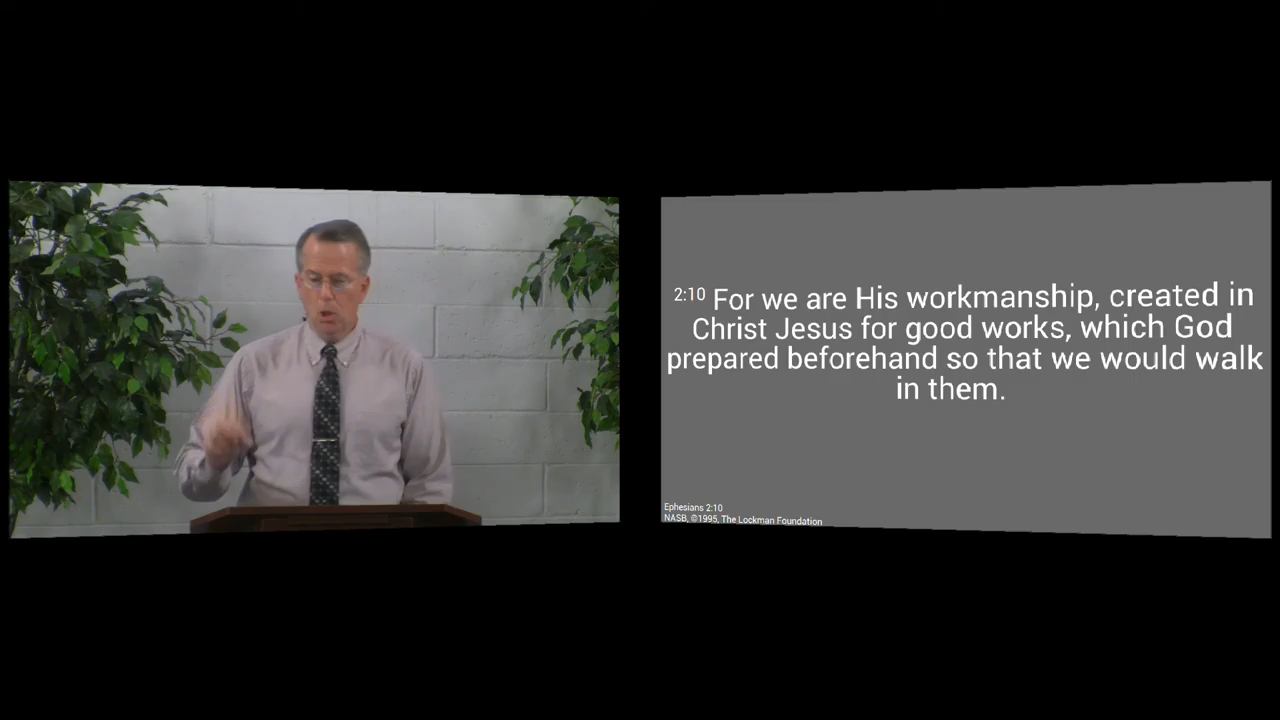 2:10 For we are His workmanship, created in
Christ Jesus for good works, which God
prepared beforehand so that we would walk
in them.
Ephesians 2:10
NASB, ©1995, The Lockman Foundation